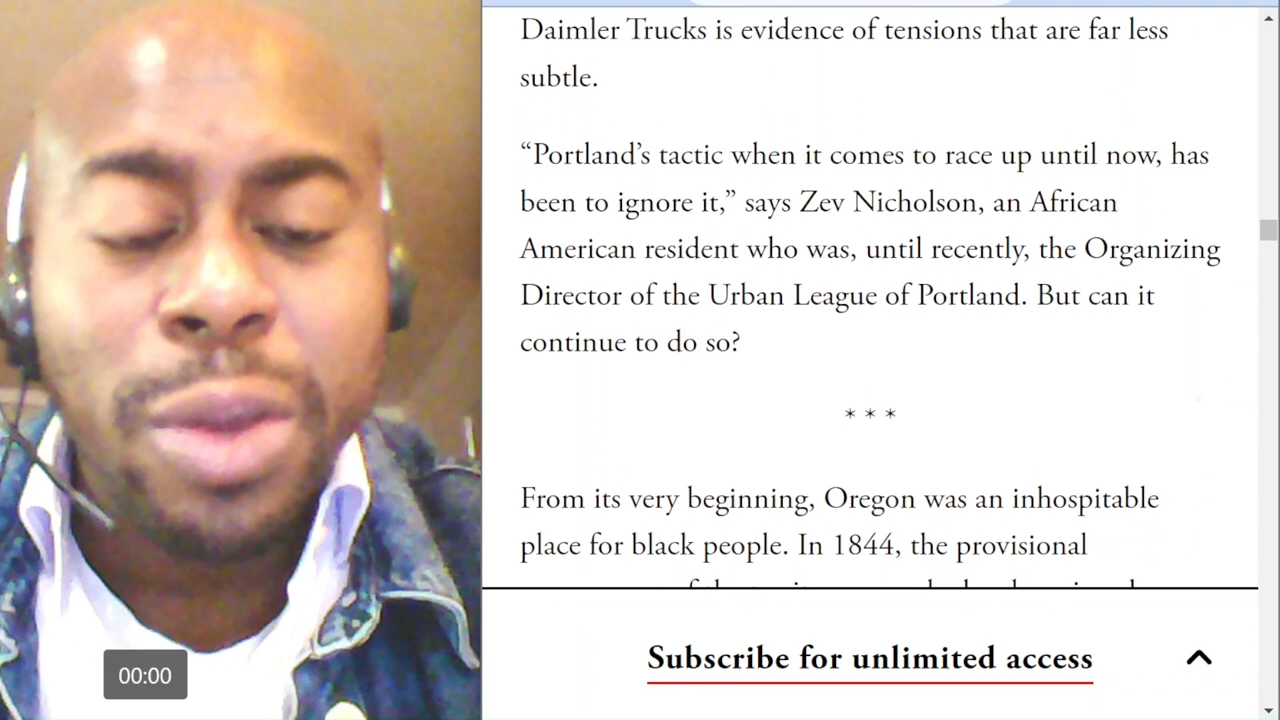 Daimler Trucks is evidence of tensions that are far less
subtle.
“Portland’s tactic when it comes to race up until now, has
been to ignore it,” says Zev Nicholson, an African
American resident who was, until recently, the Organizing
Director of the Urban League of Portland. But can it
continue to do so?
* * *
From its very beginning, Oregon was an inhospitable
place for black people. In 1844, the provisional
Subscribe for unlimited access
00:00